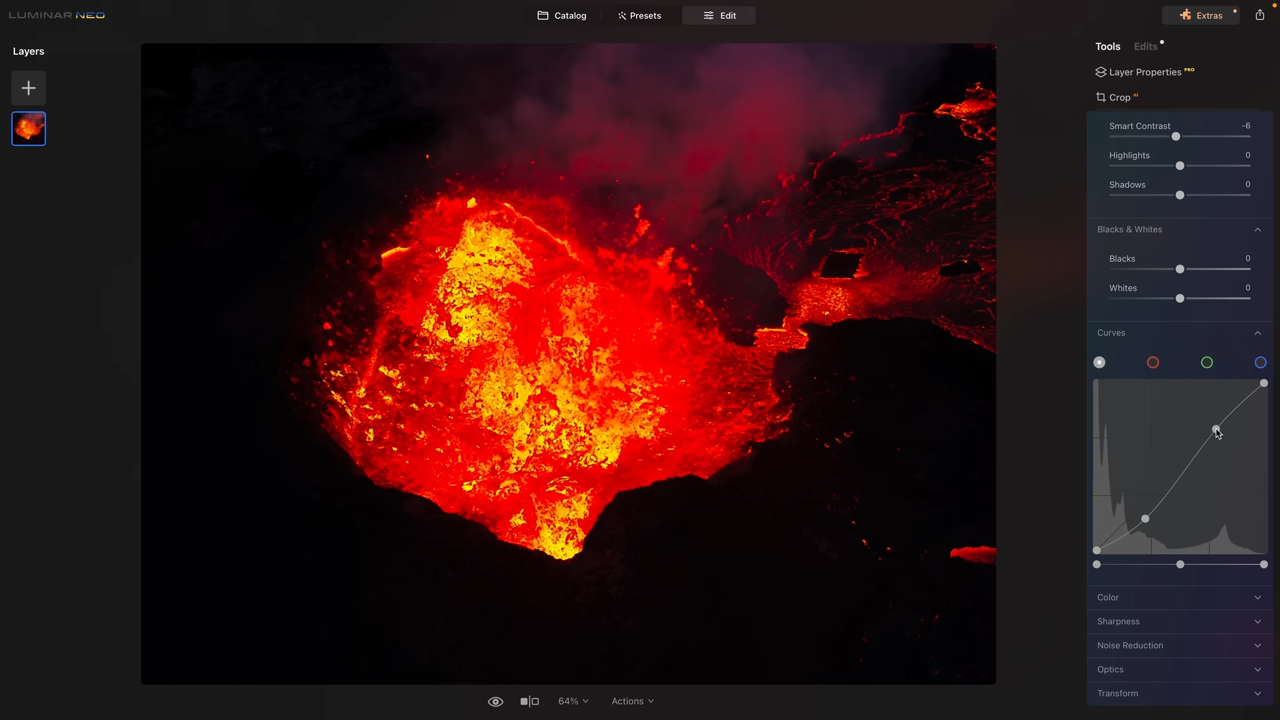 LUMINAR NEO
Catalog
Presets
Edit
Extras
Layers
Tools
Edits
Layer Properties PRO
Crop AI
Smart Contrast -6
Highlights 0
Shadows 0
Blacks & Whites
Blacks 0
Whites 0
Curves
Color
Sharpness
Noise Reduction
Optics
Transform
64%
Actions